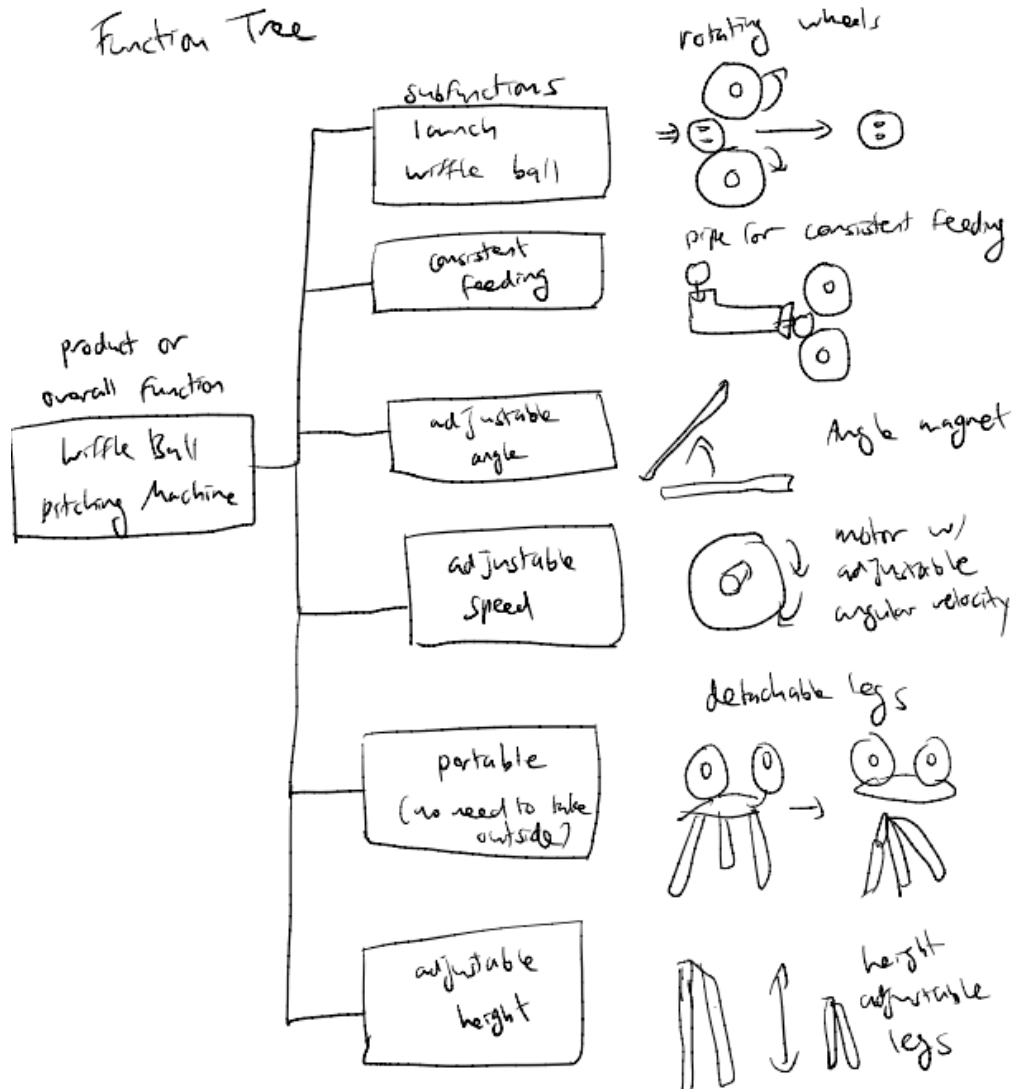 Function Tree
subfunctions
launch
wiffle ball
rotating wheels
consistent
feeding
pipe for consistent feeding
product or
overall function
Wiffle Ball
pitching Machine
adjustable
angle
Angle magnet
adjustable
speed
motor w/
adjustable
angular velocity
portable
(no need to take
outside?)
detachable legs
adjustable
height
height
adjustable
legs